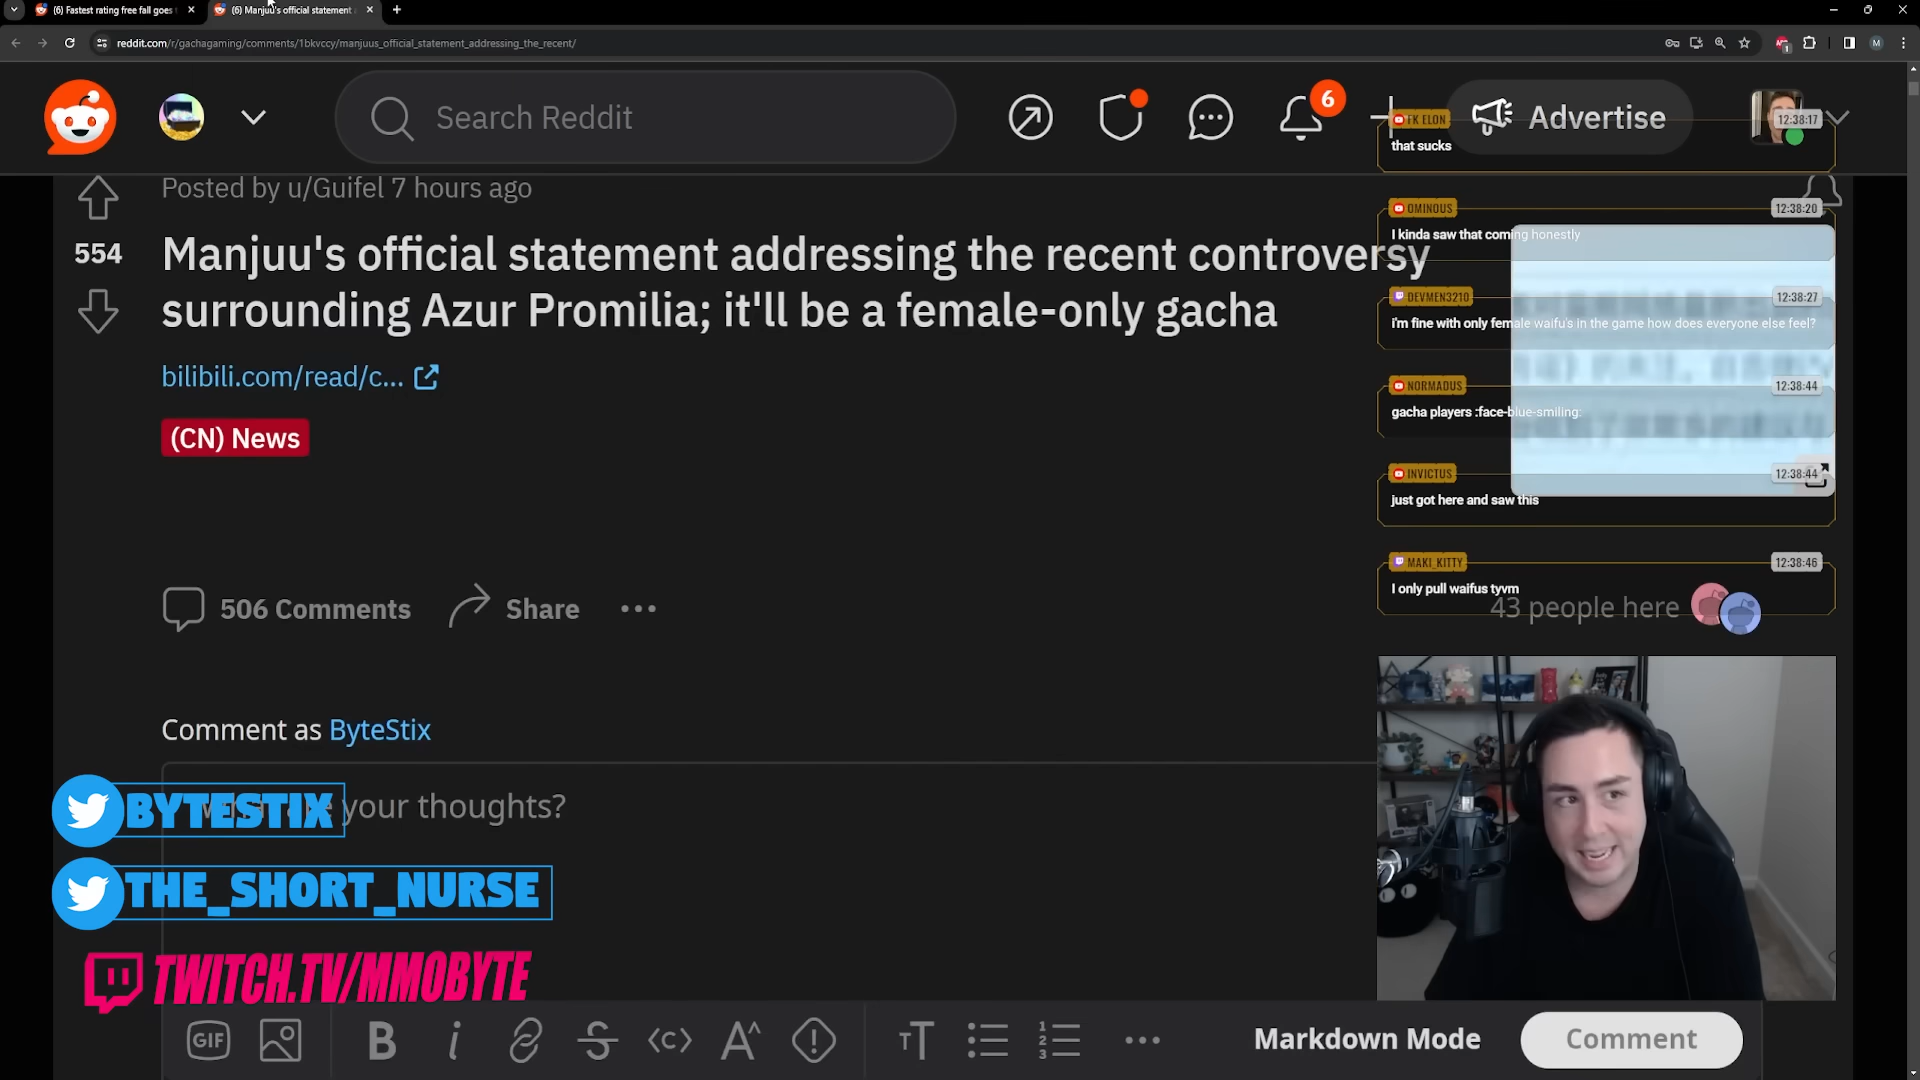 (6) Fastest rating free fall goes
(6) Manjuu's official statement
reddit.com/r/gachagaming/comments/1bkvccy/manjuus_official_statement_addressing_the_recent/
1
M
Search Reddit
6
Advertise
Posted by u/Guifel 7 hours ago
554
Manjuu's official statement addressing the recent controversy
surrounding Azur Promilia; it'll be a female-only gacha
bilibili.com/read/c...
(CN) News
506 Comments
Share
43 people here
FK ELON
12:38:17
that sucks
OMINOUS
12:38:20
I kinda saw that coming honestly
DEVMEN3210
12:38:27
i'm fine with only female waifu's in the game how does everyone else feel?
NORMADUS
12:38:44
gacha players :face-blue-smiling:
INVICTUS
12:38:44
just got here and saw this
MAKI_KITTY
12:38:46
I only pull waifus tyvm
Comment as ByteStix
your thoughts?
BYTESTIX
THE_SHORT_NURSE
TWITCH.TV/MMOBYTE
GIF
B
i
Markdown Mode
Comment